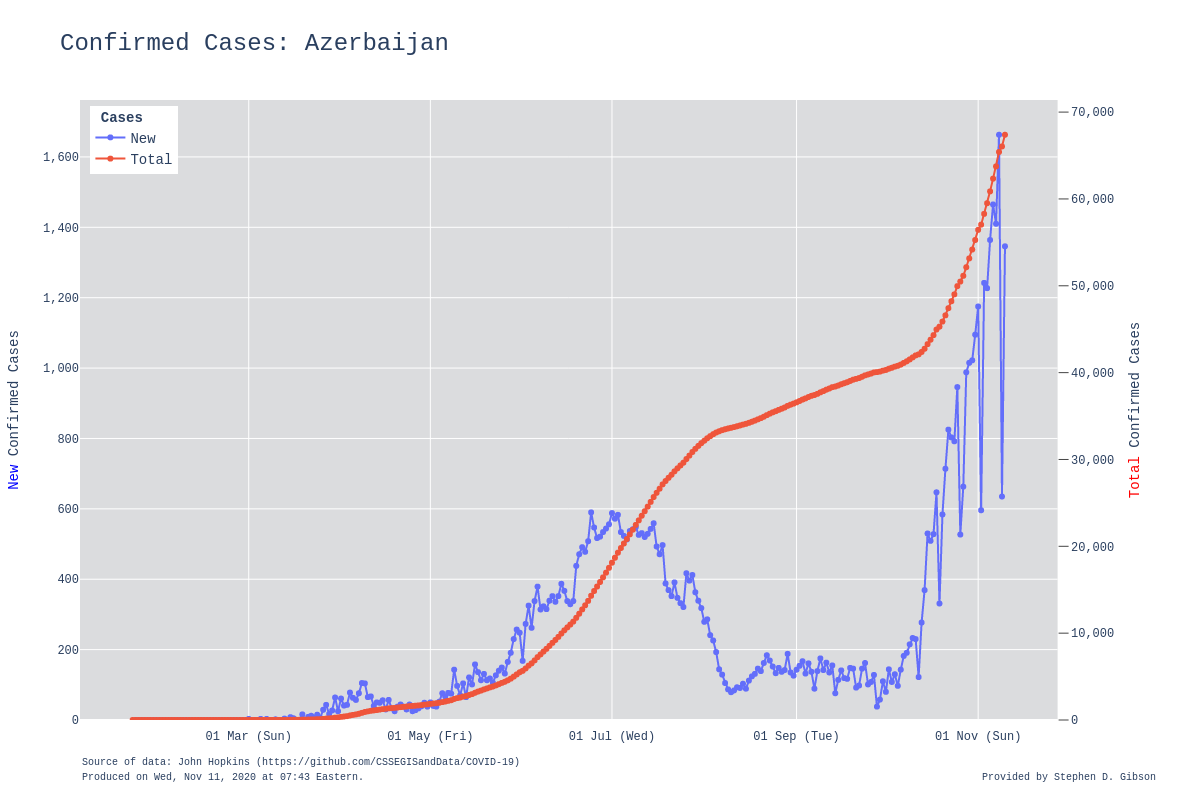 Confirmed Cases: Azerbaijan
Cases
New
Total
1,600
1,400
1,200
1,000
800
600
400
200
0
70,000
60,000
50,000
40,000
30,000
20,000
10,000
0
New Confirmed Cases
Total Confirmed Cases
01 Mar (Sun)
01 May (Fri)
01 Jul (Wed)
01 Sep (Tue)
01 Nov (Sun)
Source of data: John Hopkins (https://github.com/CSSEGISandData/COVID-19)
Produced on Wed, Nov 11, 2020 at 07:43 Eastern.
Provided by Stephen D. Gibson